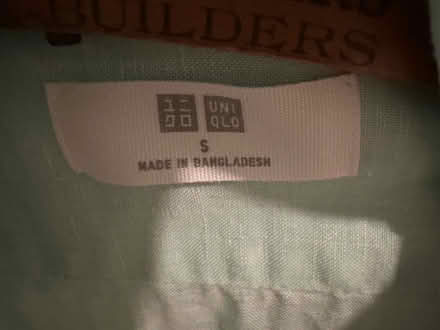 BUILDERS
ユニ UNI
クロ QLO
S
MADE IN BANGLADESH